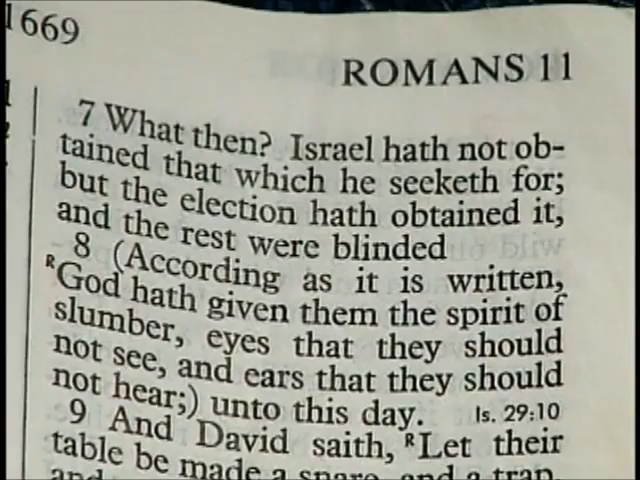 1669
ROMANS 11
7 What then? Israel hath not ob-
tained that which he seeketh for;
but the election hath obtained it,
and the rest were blinded
8 (According as it is written,
RGod hath given them the spirit of
slumber, eyes that they should
not see, and ears that they should
not hear;) unto this day. Is. 29:10
9 And David saith, RLet their
table be made a snare, and a trap,
and